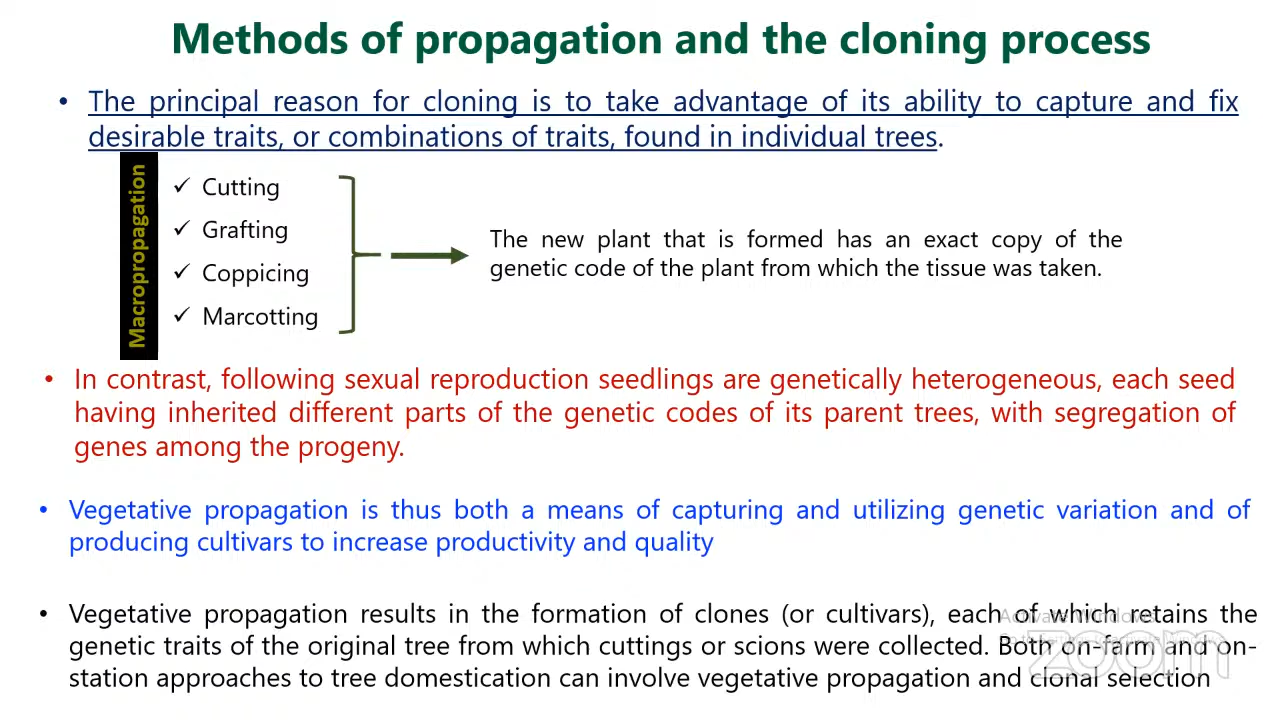 Methods of propagation and the cloning process
• The principal reason for cloning is to take advantage of its ability to capture and fix
desirable traits, or combinations of traits, found in individual trees.
Macropropagation
✓ Cutting
✓ Grafting
✓ Coppicing
✓ Marcotting
The new plant that is formed has an exact copy of the
genetic code of the plant from which the tissue was taken.
• In contrast, following sexual reproduction seedlings are genetically heterogeneous, each seed
having inherited different parts of the genetic codes of its parent trees, with segregation of
genes among the progeny.
• Vegetative propagation is thus both a means of capturing and utilizing genetic variation and of
producing cultivars to increase productivity and quality
• Vegetative propagation results in the formation of clones (or cultivars), each of which retains the
genetic traits of the original tree from which cuttings or scions were collected. Both on-farm and on-
station approaches to tree domestication can involve vegetative propagation and clonal selection
Activate Windows
zoom